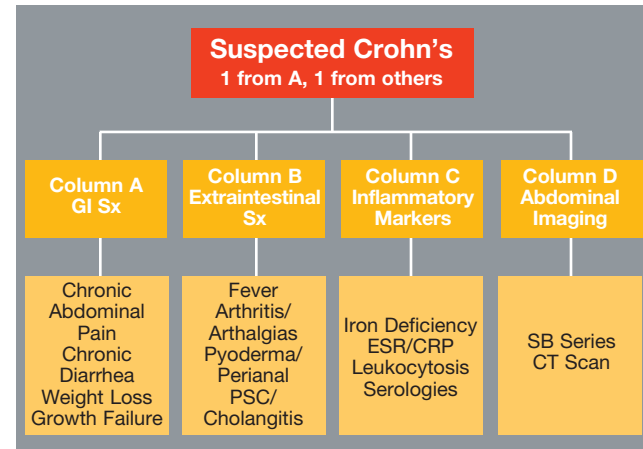 Suspected Crohn's
1 from A, 1 from others
Column A
GI Sx
Column B
Extraintestinal
Sx
Column C
Inflammatory
Markers
Column D
Abdominal
Imaging
Chronic
Abdominal
Pain
Chronic
Diarrhea
Weight Loss
Growth Failure
Fever
Arthritis/
Arthalgias
Pyoderma/
Perianal
PSC/
Cholangitis
Iron Deficiency
ESR/CRP
Leukocytosis
Serologies
SB Series
CT Scan